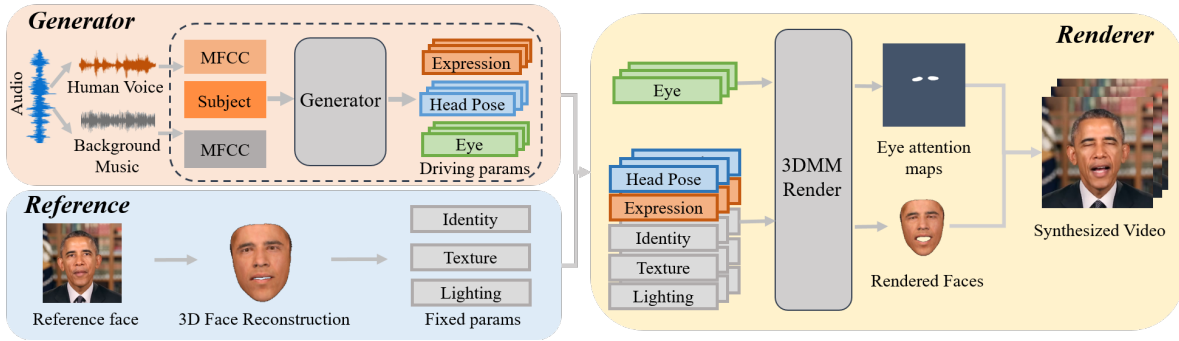 Generator
Audio
Human Voice
Background
Music
MFCC
Subject
MFCC
Generator
Expression
Head Pose
Eye
Driving params
Reference
Reference face
3D Face Reconstruction
Identity
Texture
Lighting
Fixed params
Renderer
Eye
Head Pose
Expression
Identity
Texture
Lighting
3DMM
Render
Eye attention
maps
Rendered Faces
Synthesized Video